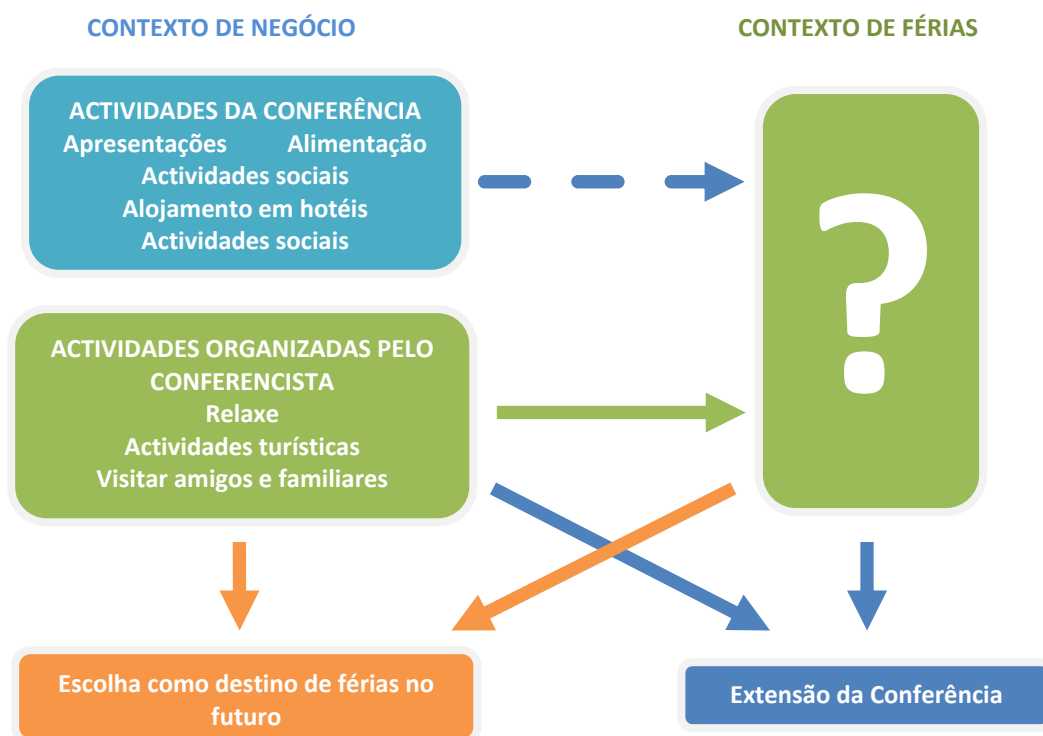 CONTEXTO DE NEGÓCIO
CONTEXTO DE FÉRIAS
ACTIVIDADES DA CONFERÊNCIA
Apresentações Alimentação
Actividades sociais
Alojamento em hotéis
Actividades sociais
?
ACTIVIDADES ORGANIZADAS PELO
CONFERENCISTA
Relaxe
Actividades turísticas
Visitar amigos e familiares
Escolha como destino de férias no
futuro
Extensão da Conferência